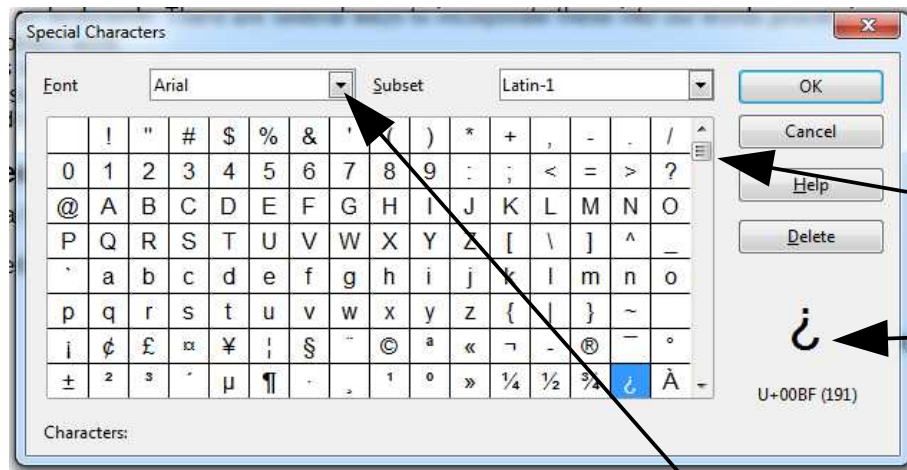 Special Characters
Font Arial Subset Latin-1 OK
! " # $ % & ' ( ) * + , - . / Cancel
0 1 2 3 4 5 6 7 8 9 : ; < = > ? Help
@ A B C D E F G H I J K L M N O
P Q R S T U V W X Y Z [ \ ] ^ _ Delete
` a b c d e f g h i j k l m n o
p q r s t u v w x y z { | } ~
¡ ¢ £ ¤ ¥ ¦ § ¨ © ª « ¬ - ® ¯ ° ¿
± ² ³ ´ µ ¶ · ¸ ¹ º » ¼ ½ ¾ ¿ À U+00BF (191)
Characters: